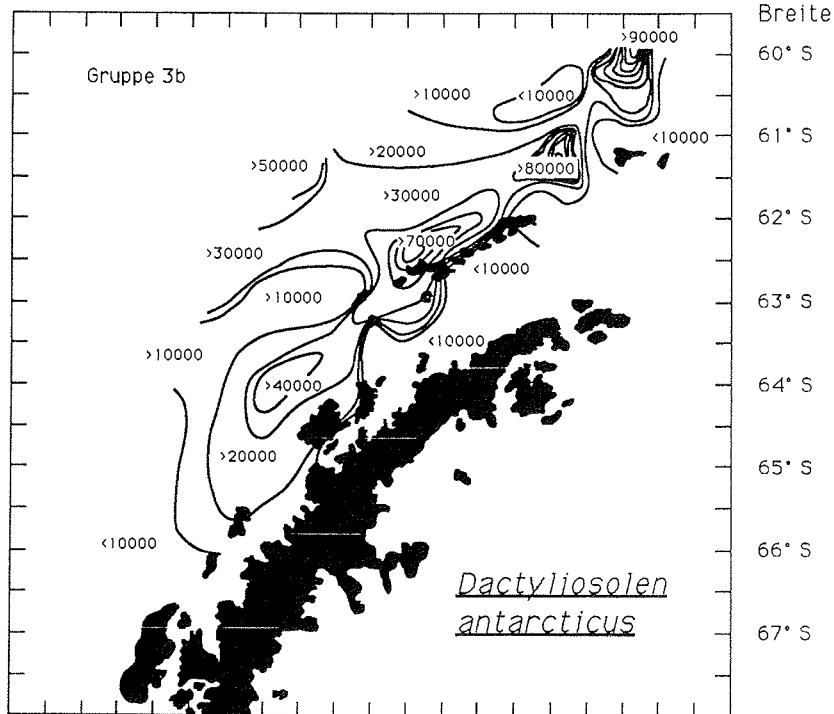 Breite
>90000
60° S
Gruppe 3b
>10000
<10000
61° S
<10000
>20000
>50000
>80000
>30000
62° S
>70000
>30000
<10000
>10000
63° S
<10000
>10000
>40000
64° S
>20000
65° S
<10000
66° S
Dactyliosolen
antarcticus
67° S